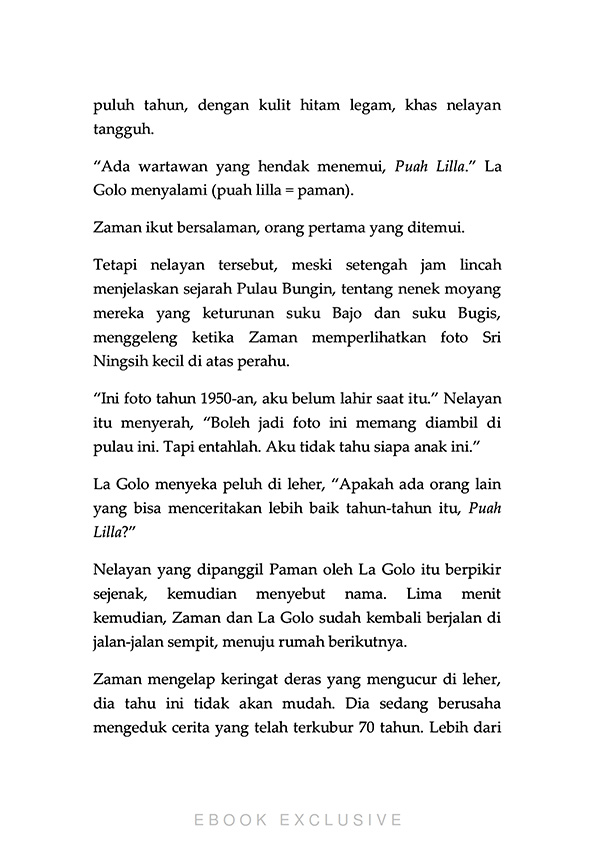 puluh tahun, dengan kulit hitam legam, khas nelayan
tangguh.
“Ada wartawan yang hendak menemui, Puah Lilla.” La
Golo menyalami (puah lilla = paman).
Zaman ikut bersalaman, orang pertama yang ditemui.
Tetapi nelayan tersebut, meski setengah jam lincah
menjelaskan sejarah Pulau Bungin, tentang nenek moyang
mereka yang keturunan suku Bajo dan suku Bugis,
menggeleng ketika Zaman memperlihatkan foto Sri
Ningsih kecil di atas perahu.
“Ini foto tahun 1950-an, aku belum lahir saat itu.” Nelayan
itu menyerah, “Boleh jadi foto ini memang diambil di
pulau ini. Tapi entahlah. Aku tidak tahu siapa anak ini.”
La Golo menyeka peluh di leher, “Apakah ada orang lain
yang bisa menceritakan lebih baik tahun-tahun itu, Puah
Lilla?”
Nelayan yang dipanggil Paman oleh La Golo itu berpikir
sejenak, kemudian menyebut nama. Lima menit
kemudian, Zaman dan La Golo sudah kembali berjalan di
jalan-jalan sempit, menuju rumah berikutnya.
Zaman mengelap keringat deras yang mengucur di leher,
dia tahu ini tidak akan mudah. Dia sedang berusaha
mengeduk cerita yang telah terkubur 70 tahun. Lebih dari
EBOOK EXCLUSIVE